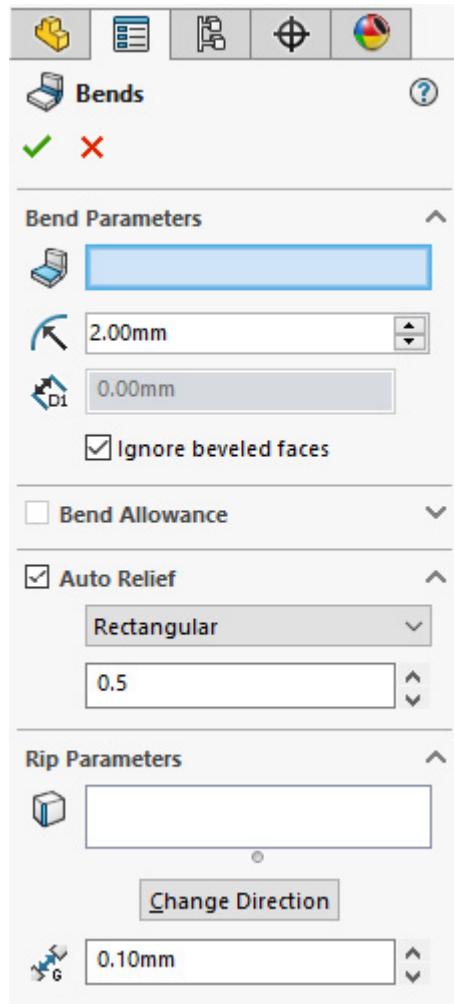 Bends
?
Bend Parameters
2.00mm
D1 0.00mm
Ignore beveled faces
Bend Allowance
Auto Relief
Rectangular
0.5
Rip Parameters
Change Direction
G 0.10mm